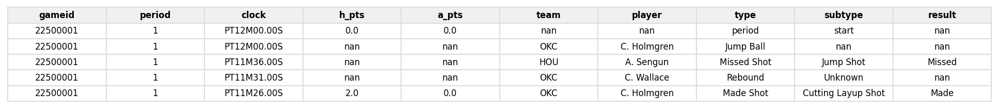 gameid period clock h_pts a_pts team player type subtype result
22500001 1 PT12M00.00S 0.0 0.0 nan nan period start nan
22500001 1 PT12M00.00S nan nan OKC C. Holmgren Jump Ball nan nan
22500001 1 PT11M36.00S nan nan HOU A. Sengun Missed Shot Jump Shot Missed
22500001 1 PT11M31.00S nan nan OKC C. Wallace Rebound Unknown nan
22500001 1 PT11M26.00S 2.0 0.0 OKC C. Holmgren Made Shot Cutting Layup Shot Made